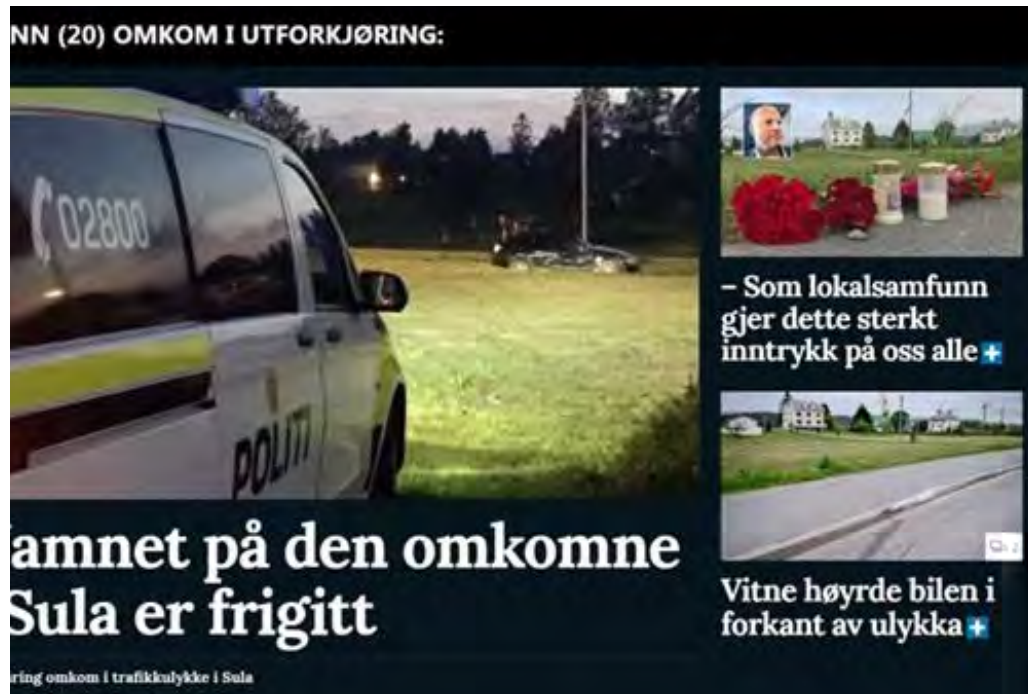 NN (20) OMKOM I UTFORKJØRING:
02800
POLITI
amnet på den omkomne
Sula er frigitt
ring omkom i trafikkulykke i Sula
– Som lokalsamfunn
gjer dette sterkt
inntrykk på oss alle +
Vitne høyrde bilen i
forkant av ulykka +